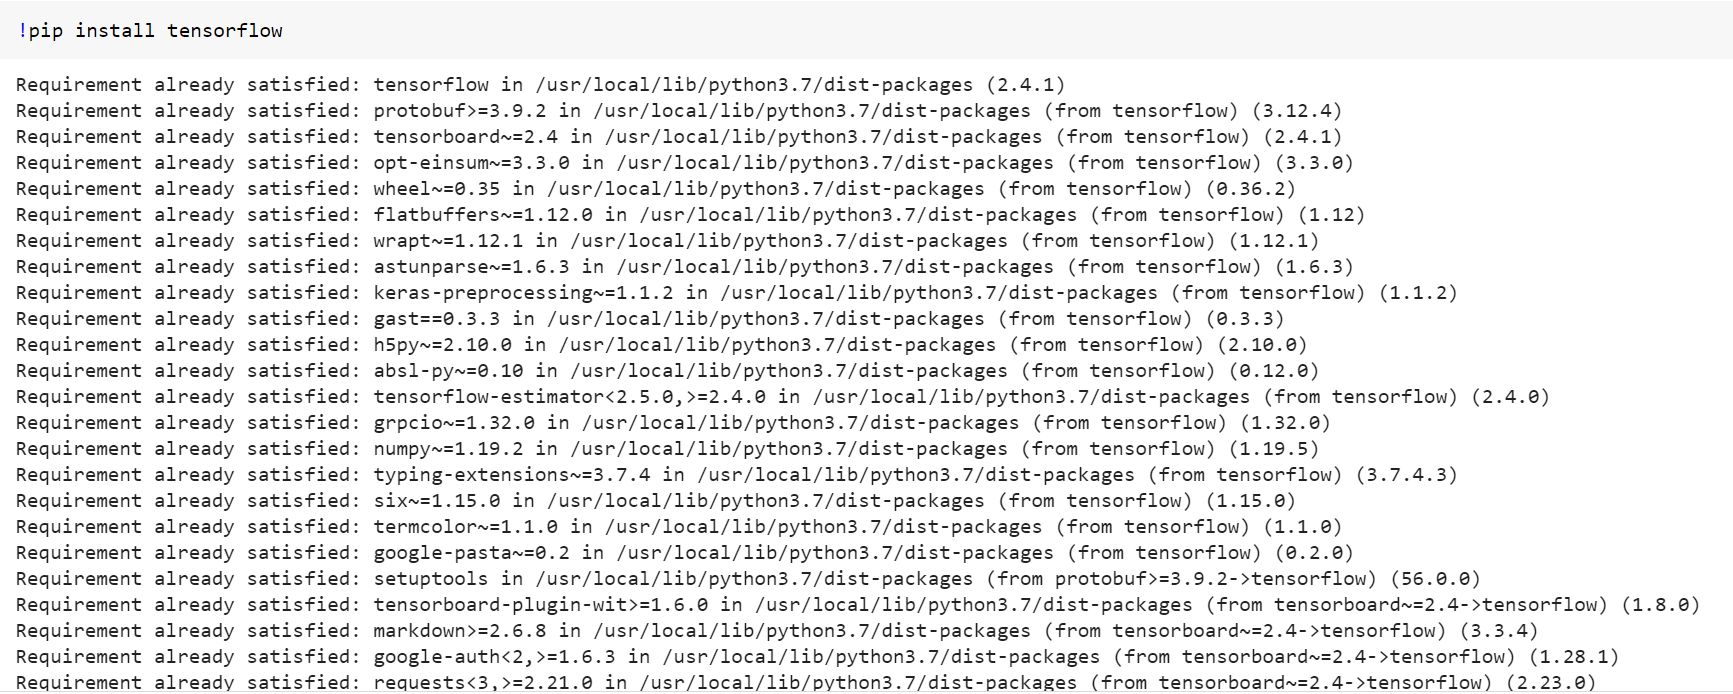 !pip install tensorflow
Requirement already satisfied: tensorflow in /usr/local/lib/python3.7/dist-packages (2.4.1)
Requirement already satisfied: protobuf>=3.9.2 in /usr/local/lib/python3.7/dist-packages (from tensorflow) (3.12.4)
Requirement already satisfied: tensorboard~=2.4 in /usr/local/lib/python3.7/dist-packages (from tensorflow) (2.4.1)
Requirement already satisfied: opt-einsum~=3.3.0 in /usr/local/lib/python3.7/dist-packages (from tensorflow) (3.3.0)
Requirement already satisfied: wheel~=0.35 in /usr/local/lib/python3.7/dist-packages (from tensorflow) (0.36.2)
Requirement already satisfied: flatbuffers~=1.12.0 in /usr/local/lib/python3.7/dist-packages (from tensorflow) (1.12)
Requirement already satisfied: wrapt~=1.12.1 in /usr/local/lib/python3.7/dist-packages (from tensorflow) (1.12.1)
Requirement already satisfied: astunparse~=1.6.3 in /usr/local/lib/python3.7/dist-packages (from tensorflow) (1.6.3)
Requirement already satisfied: keras-preprocessing~=1.1.2 in /usr/local/lib/python3.7/dist-packages (from tensorflow) (1.1.2)
Requirement already satisfied: gast==0.3.3 in /usr/local/lib/python3.7/dist-packages (from tensorflow) (0.3.3)
Requirement already satisfied: h5py~=2.10.0 in /usr/local/lib/python3.7/dist-packages (from tensorflow) (2.10.0)
Requirement already satisfied: absl-py~=0.10 in /usr/local/lib/python3.7/dist-packages (from tensorflow) (0.12.0)
Requirement already satisfied: tensorflow-estimator<2.5.0,>=2.4.0 in /usr/local/lib/python3.7/dist-packages (from tensorflow) (2.4.0)
Requirement already satisfied: grpcio~=1.32.0 in /usr/local/lib/python3.7/dist-packages (from tensorflow) (1.32.0)
Requirement already satisfied: numpy~=1.19.2 in /usr/local/lib/python3.7/dist-packages (from tensorflow) (1.19.5)
Requirement already satisfied: typing-extensions~=3.7.4 in /usr/local/lib/python3.7/dist-packages (from tensorflow) (3.7.4.3)
Requirement already satisfied: six~=1.15.0 in /usr/local/lib/python3.7/dist-packages (from tensorflow) (1.15.0)
Requirement already satisfied: termcolor~=1.1.0 in /usr/local/lib/python3.7/dist-packages (from tensorflow) (1.1.0)
Requirement already satisfied: google-pasta~=0.2 in /usr/local/lib/python3.7/dist-packages (from tensorflow) (0.2.0)
Requirement already satisfied: setuptools in /usr/local/lib/python3.7/dist-packages (from protobuf>=3.9.2->tensorflow) (56.0.0)
Requirement already satisfied: tensorboard-plugin-wit>=1.6.0 in /usr/local/lib/python3.7/dist-packages (from tensorboard~=2.4->tensorflow) (1.8.0)
Requirement already satisfied: markdown>=2.6.8 in /usr/local/lib/python3.7/dist-packages (from tensorboard~=2.4->tensorflow) (3.3.4)
Requirement already satisfied: google-auth<2,>=1.6.3 in /usr/local/lib/python3.7/dist-packages (from tensorboard~=2.4->tensorflow) (1.28.1)
Requirement already satisfied: requests<3,>=2.21.0 in /usr/local/lib/python3.7/dist-packages (from tensorboard~=2.4->tensorflow) (2.23.0)